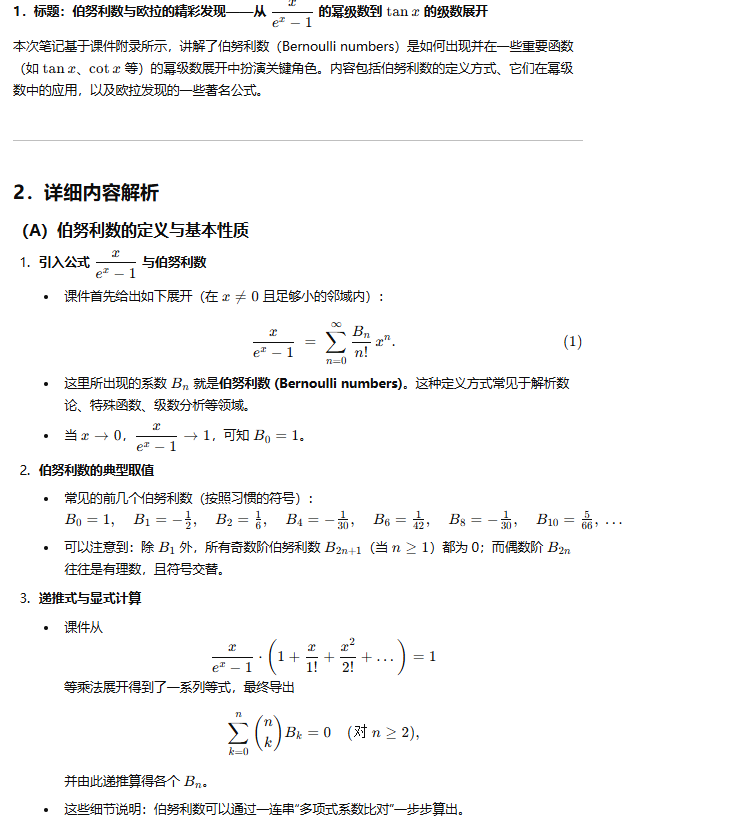 1．标题：伯努利数与欧拉的精彩发现——从 x/(e^x − 1) 的幂级数到 tan x 的级数展开
本次笔记基于课件附录所示，讲解了伯努利数（Bernoulli numbers）是如何出现并在一些重要函数
（如 tan x、cot x 等）的幂级数展开中扮演关键角色。内容包括伯努利数的定义方式、它们在幂级
数中的应用，以及欧拉发现的一些著名公式。
2．详细内容解析
（A）伯努利数的定义与基本性质
1. 引入公式 x/(e^x − 1) 与伯努利数
• 课件首先给出如下展开（在 x ≠ 0 且足够小的邻域内）：
x/(e^x − 1) = ∑_{n=0}^{∞} B_n/n! x^n. (1)
• 这里所出现的系数 B_n 就是伯努利数 (Bernoulli numbers)。这种定义方式常见于解析数
论、特殊函数、级数分析等领域。
• 当 x → 0，x/(e^x − 1) → 1，可知 B_0 = 1。
2. 伯努利数的典型取值
• 常见的前几个伯努利数（按照习惯的符号）：
B_0 = 1, B_1 = −1/2, B_2 = 1/6, B_4 = −1/30, B_6 = 1/42, B_8 = −1/30, B_10 = 5/66, …
• 可以注意到：除 B_1 外，所有奇数阶伯努利数 B_{2n+1}（当 n ≥ 1）都为 0；而偶数阶 B_{2n}
往往是有理数，且符号交替。
3. 递推式与显式计算
• 课件从
x/(e^x − 1) · (1 + x/1! + x^2/2! + …) = 1
等乘法展开得到了一系列等式，最终导出
∑_{k=0}^{n} (n k) B_k = 0 （对 n ≥ 2），
并由此递推算得各个 B_n。
• 这些细节说明：伯努利数可以通过一连串“多项式系数比对”一步步算出。